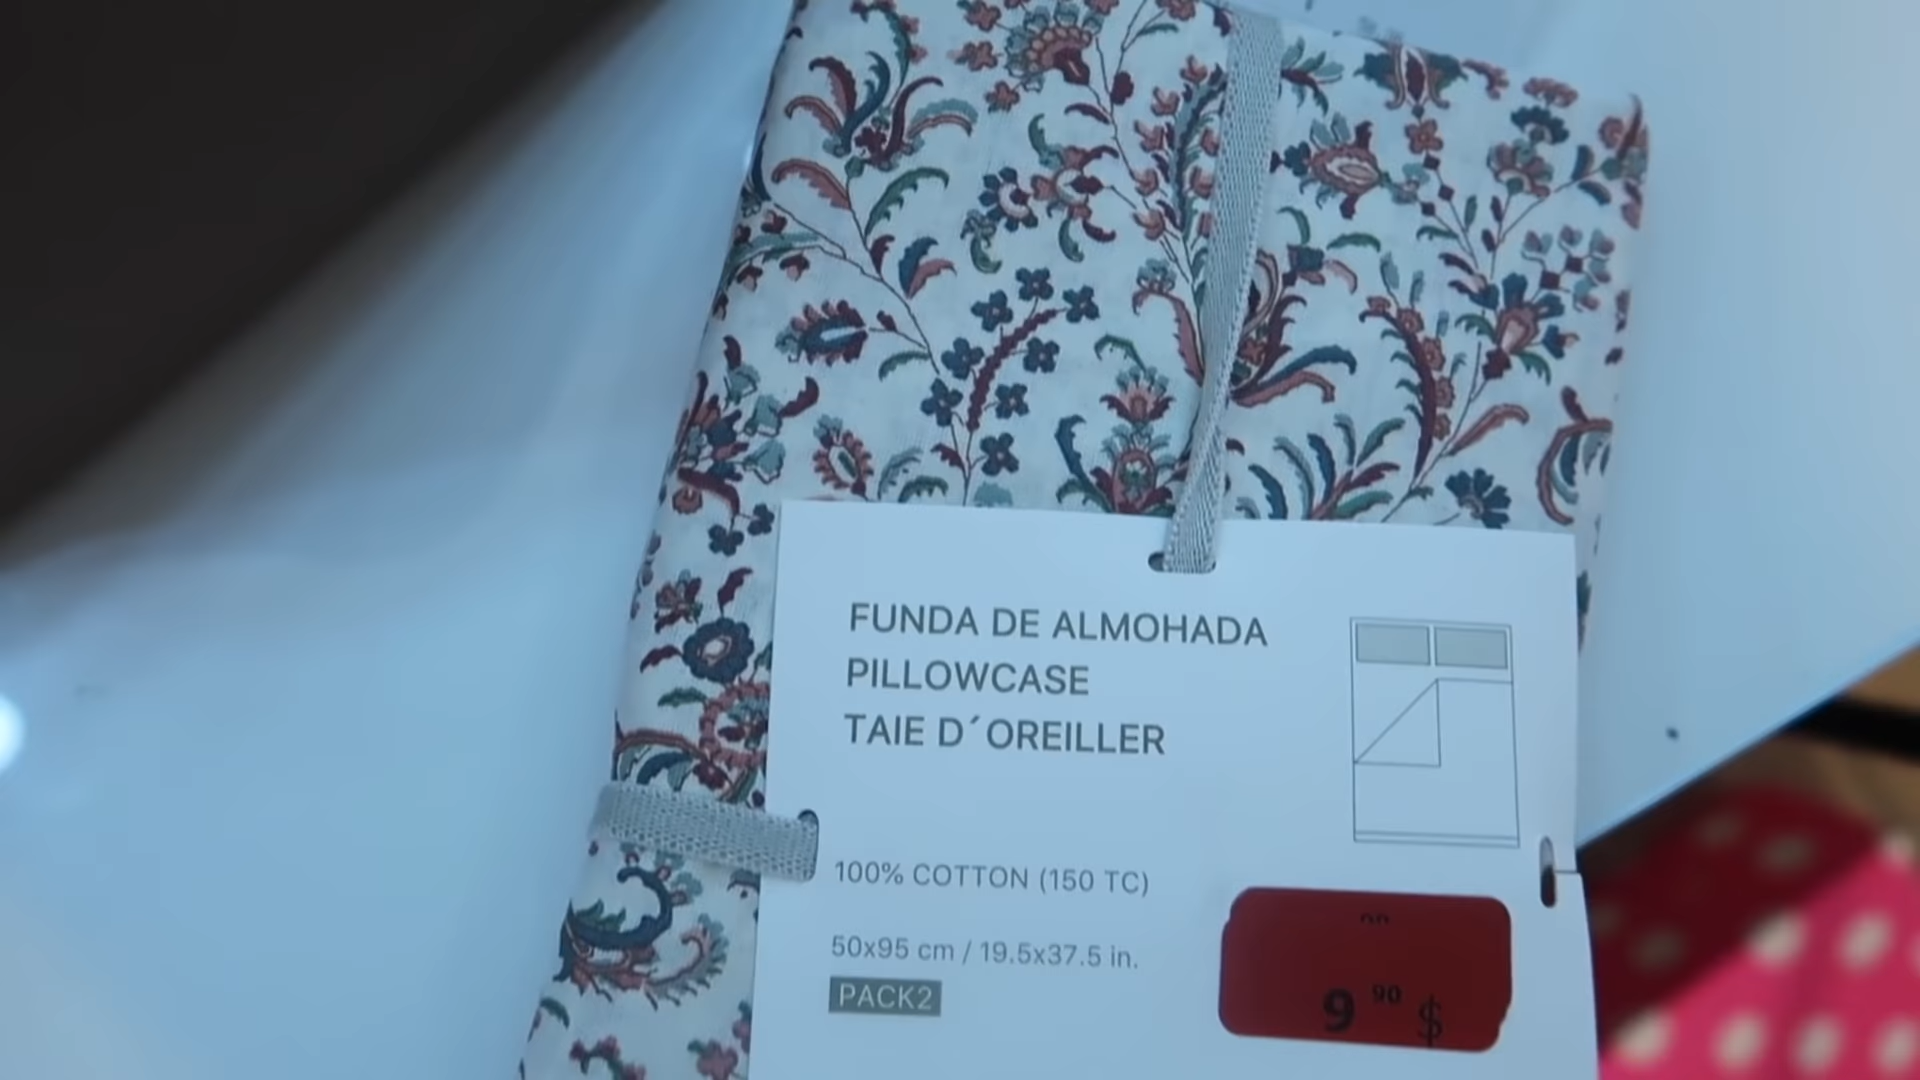 FUNDA DE ALMOHADA
PILLOWCASE
TAIE D´OREILLER
100% COTTON (150 TC)
50x95 cm / 19.5x37.5 in.
PACK2
9 90 $